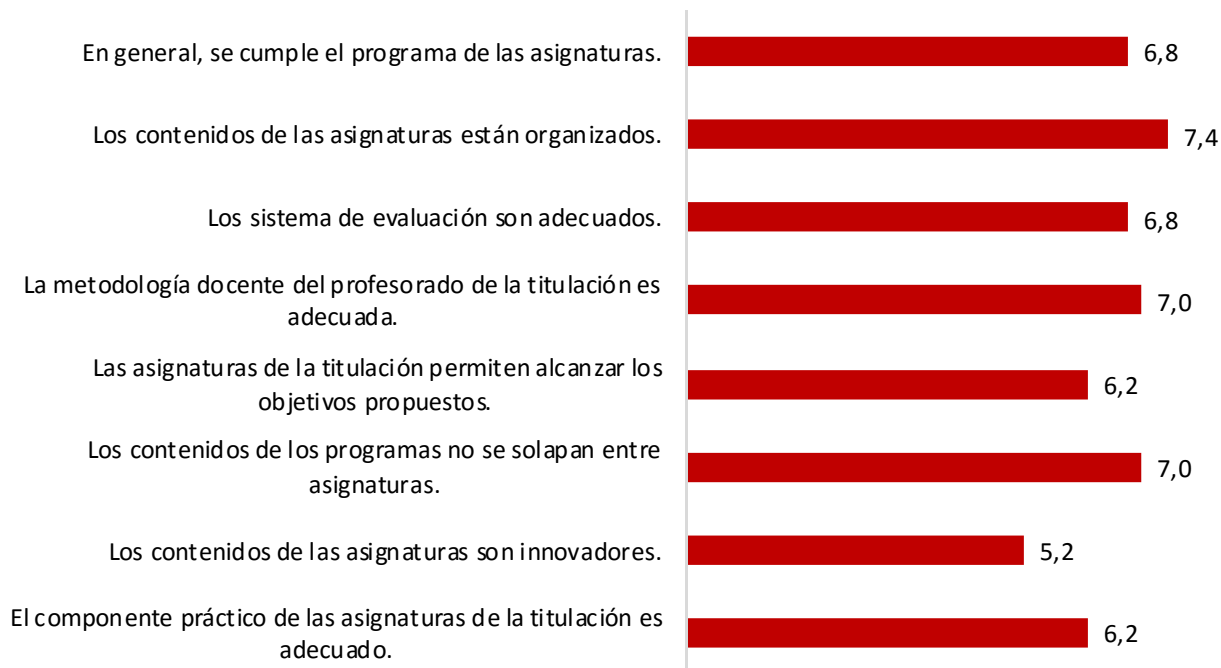 En general, se cumple el programa de las asignaturas.
6,8
Los contenidos de las asignaturas están organizados.
7,4
Los sistema de evaluación son adecuados.
6,8
La metodología docente del profesorado de la titulación es
adecuada.
7,0
Las asignaturas de la titulación permiten alcanzar los
objetivos propuestos.
6,2
Los contenidos de los programas no se solapan entre
asignaturas.
7,0
Los contenidos de las asignaturas son innovadores.
5,2
El componente práctico de las asignaturas de la titulación es
adecuado.
6,2